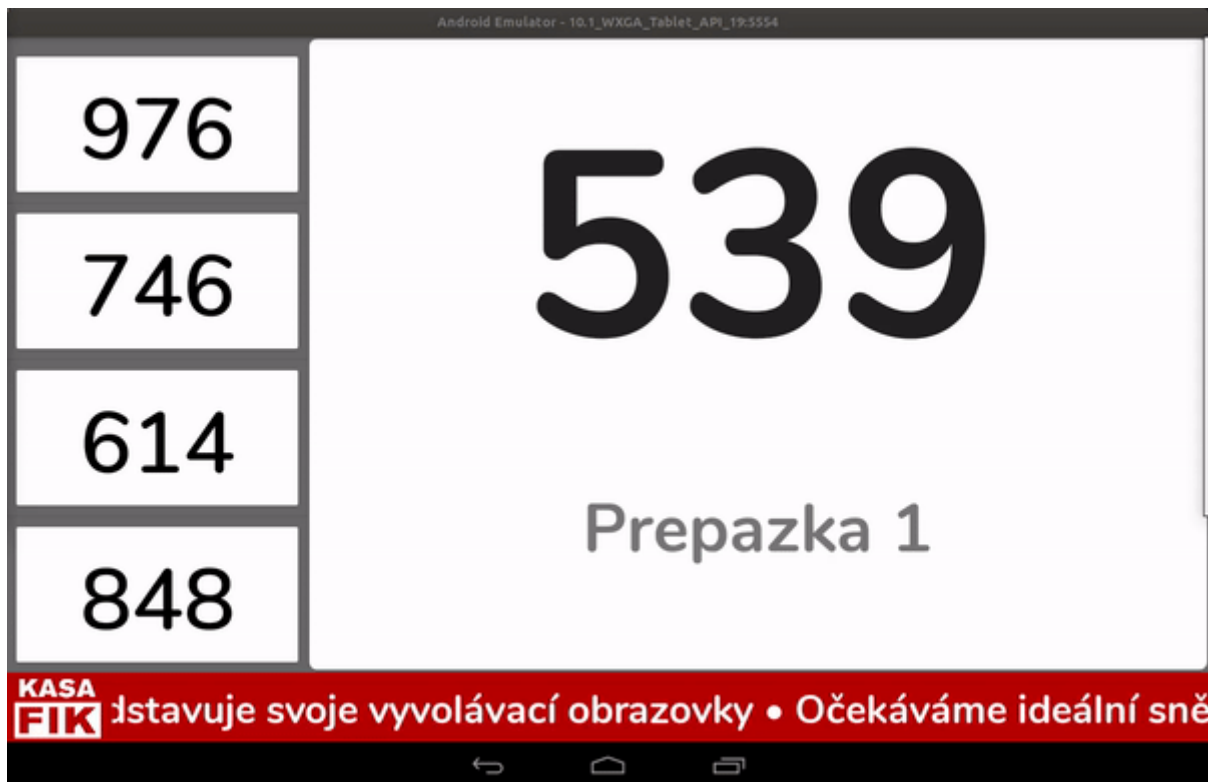 Android Emulator - 10.1_WXGA_Tablet_API_19:5554
976
746
614
848
539
Prepazka 1
KASA
FIK
dstavuje svoje vyvolávací obrazovky • Očekáváme ideální sně